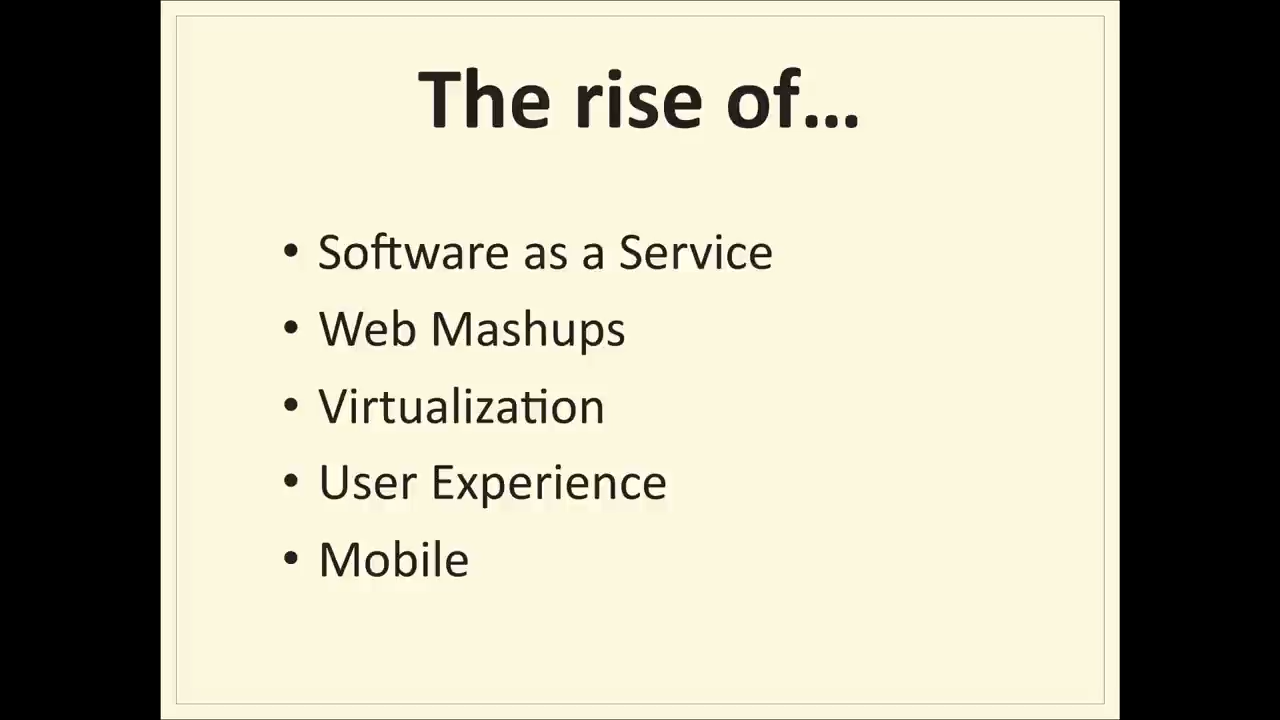 The rise of...
• Software as a Service
• Web Mashups
• Virtualization
• User Experience
• Mobile